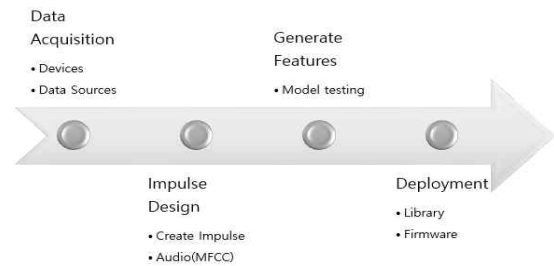 Data
Acquisition
• Devices
• Data Sources
Impulse
Design
• Create Impulse
• Audio(MFCC)
Generate
Features
• Model testing
Deployment
• Library
• Firmware